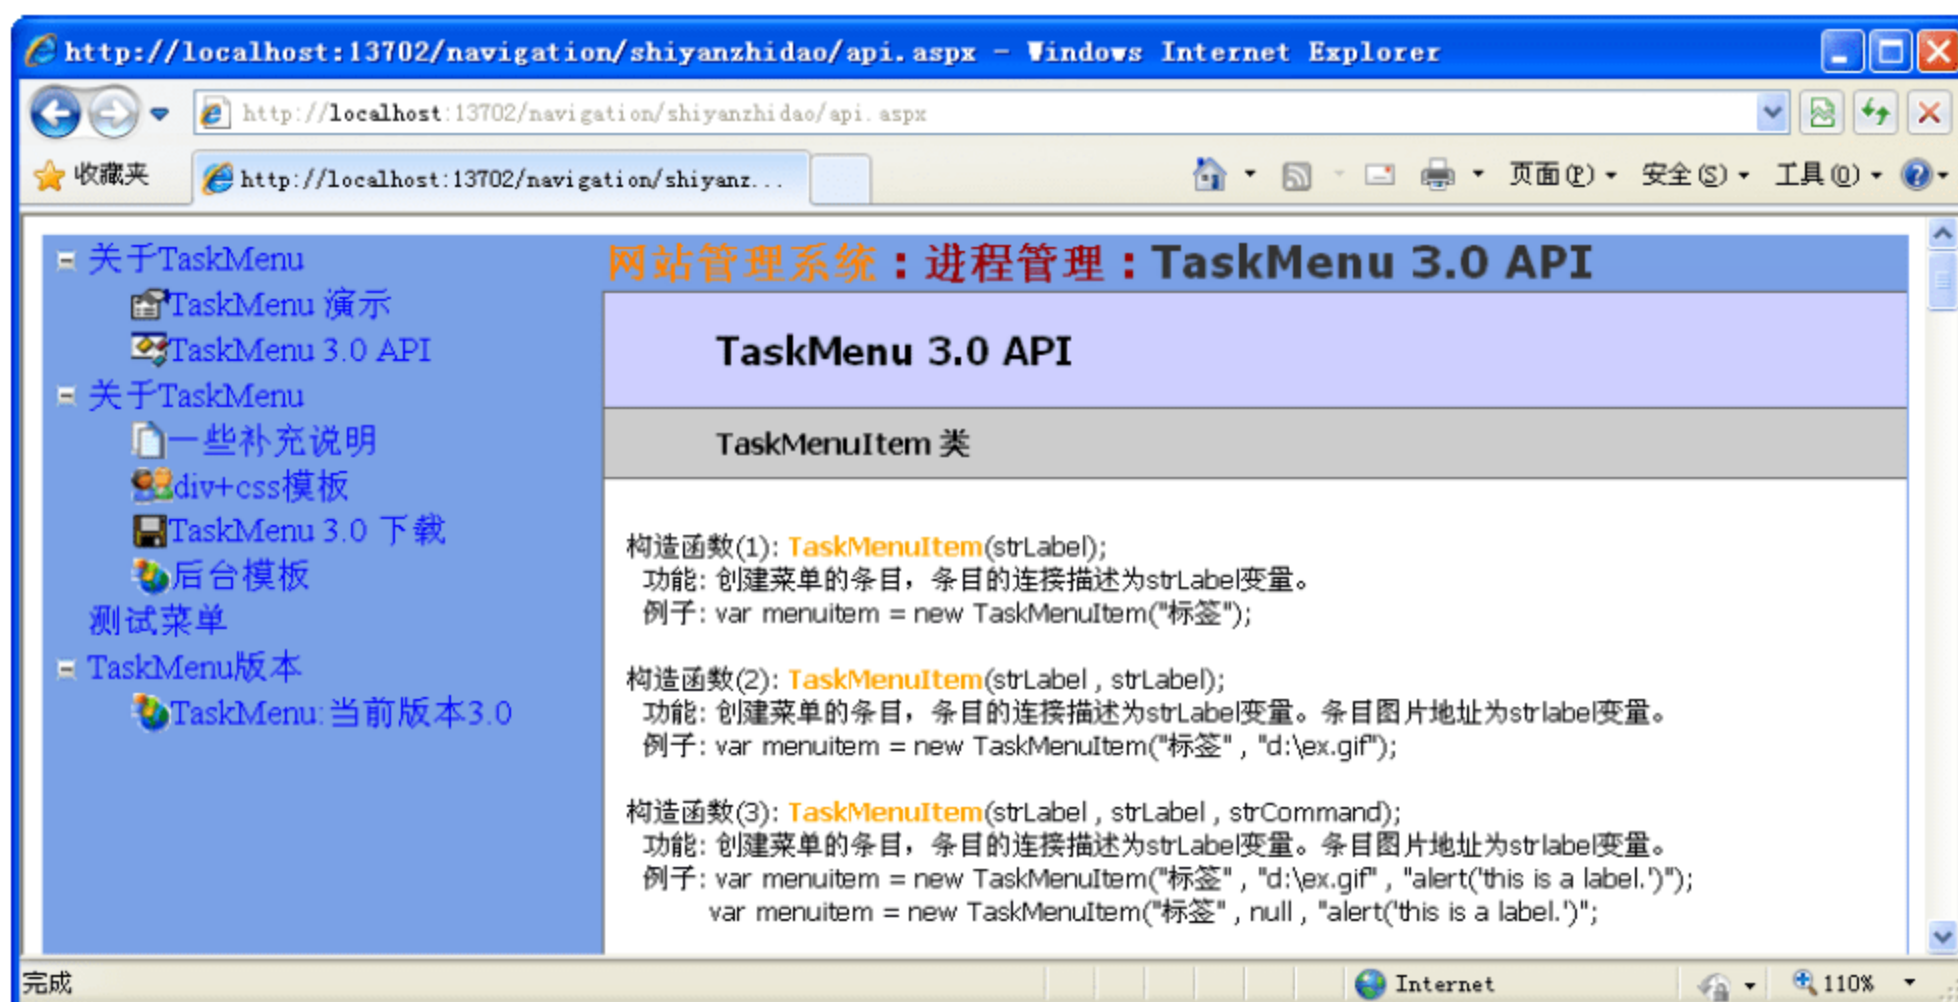 http://localhost:13702/navigation/shiyanzhidao/api.aspx - Windows Internet Explorer
http://localhost:13702/navigation/shiyanzhidao/api.aspx
收藏夹
http://localhost:13702/navigation/shiyanz...
页面(P) 安全(S) 工具(O)
关于TaskMenu
TaskMenu 演示
TaskMenu 3.0 API
关于TaskMenu
一些补充说明
div+css模板
TaskMenu 3.0 下载
后台模板
测试菜单
TaskMenu版本
TaskMenu:当前版本3.0
网站管理系统:进程管理:TaskMenu 3.0 API
TaskMenu 3.0 API
TaskMenuItem 类
构造函数(1): TaskMenuItem(strLabel);
功能: 创建菜单的条目，条目的连接描述为strLabel变量。
例子: var menuitem = new TaskMenuItem("标签");
构造函数(2): TaskMenuItem(strLabel , strLabel);
功能: 创建菜单的条目，条目的连接描述为strLabel变量。条目图片地址为strlabel变量。
例子: var menuitem = new TaskMenuItem("标签" , "d:\ex.gif");
构造函数(3): TaskMenuItem(strLabel , strLabel , strCommand);
功能: 创建菜单的条目，条目的连接描述为strLabel变量。条目图片地址为strlabel变量。
例子: var menuitem = new TaskMenuItem("标签" , "d:\ex.gif" , "alert('this is a label.')");
var menuitem = new TaskMenuItem("标签" , null , "alert('this is a label.')";
完成
Internet
110%